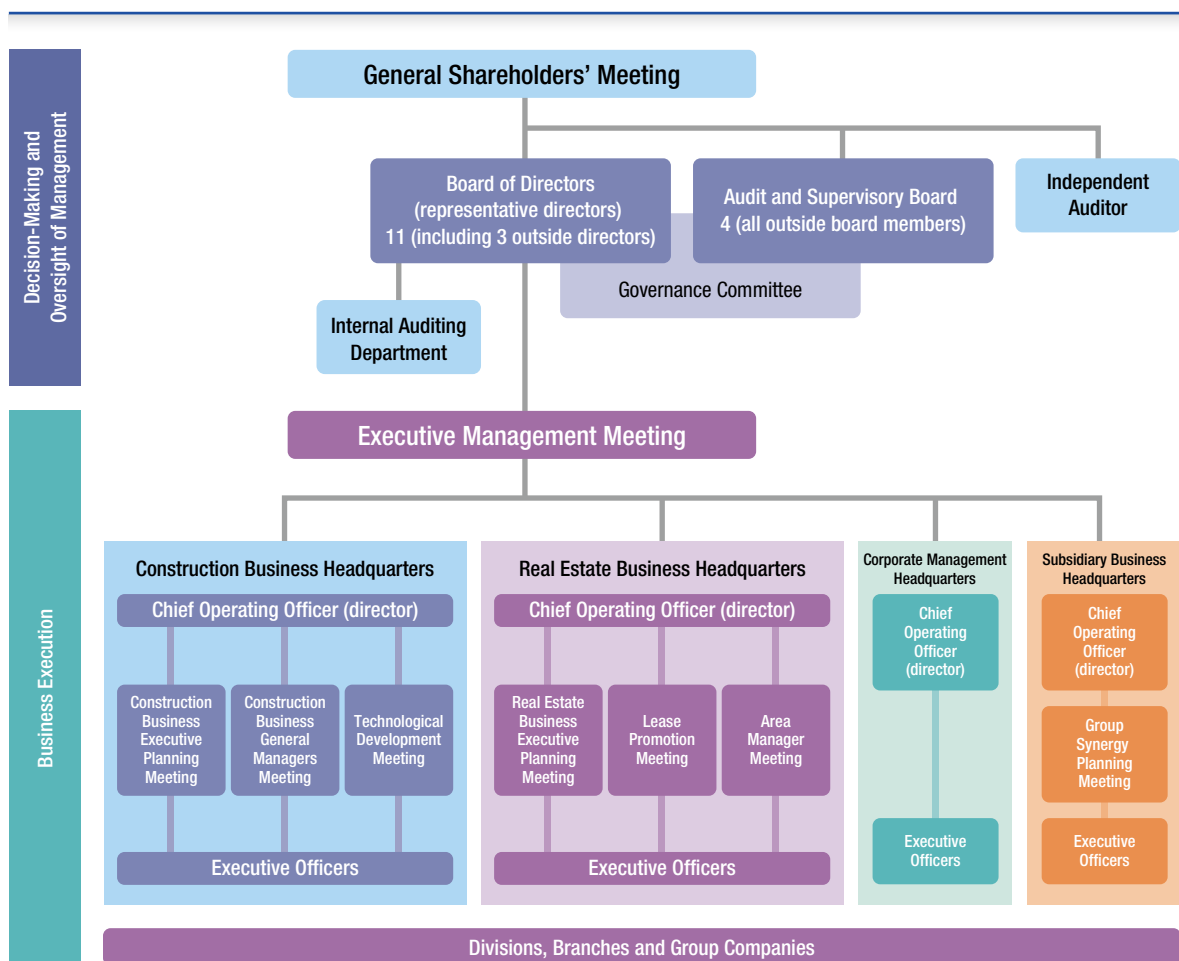 Decision-Making and
Oversight of Management
General Shareholders’ Meeting
Board of Directors
(representative directors)
11 (including 3 outside directors)
Audit and Supervisory Board
4 (all outside board members)
Independent
Auditor
Governance Committee
Internal Auditing
Department
Business Execution
Executive Management Meeting
Construction Business Headquarters
Chief Operating Officer (director)
Construction
Business
Executive
Planning
Meeting
Construction
Business
General
Managers
Meeting
Technological
Development
Meeting
Executive Officers
Real Estate Business Headquarters
Chief Operating Officer (director)
Real Estate
Business
Executive
Planning
Meeting
Lease
Promotion
Meeting
Area
Manager
Meeting
Executive Officers
Corporate Management
Headquarters
Chief
Operating
Officer
(director)
Executive
Officers
Subsidiary Business
Headquarters
Chief
Operating
Officer
(director)
Group
Synergy
Planning
Meeting
Executive
Officers
Divisions, Branches and Group Companies